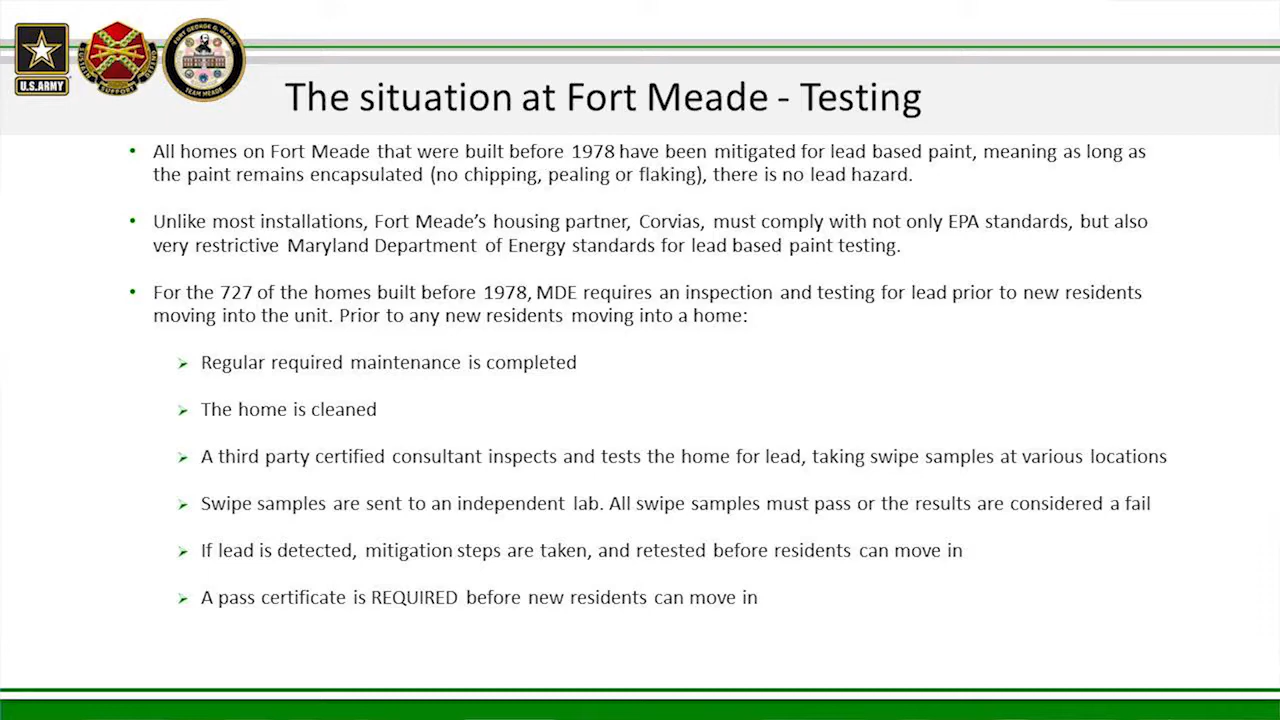 U.S.ARMY
SUSTAIN
SUPPORT
DEFEND
FORT GEORGE G. MEADE
TEAM MEADE
The situation at Fort Meade - Testing
• All homes on Fort Meade that were built before 1978 have been mitigated for lead based paint, meaning as long as
the paint remains encapsulated (no chipping, pealing or flaking), there is no lead hazard.
• Unlike most installations, Fort Meade's housing partner, Corvias, must comply with not only EPA standards, but also
very restrictive Maryland Department of Energy standards for lead based paint testing.
• For the 727 of the homes built before 1978, MDE requires an inspection and testing for lead prior to new residents
moving into the unit. Prior to any new residents moving into a home:
➢ Regular required maintenance is completed
➢ The home is cleaned
➢ A third party certified consultant inspects and tests the home for lead, taking swipe samples at various locations
➢ Swipe samples are sent to an independent lab. All swipe samples must pass or the results are considered a fail
➢ If lead is detected, mitigation steps are taken, and retested before residents can move in
➢ A pass certificate is REQUIRED before new residents can move in